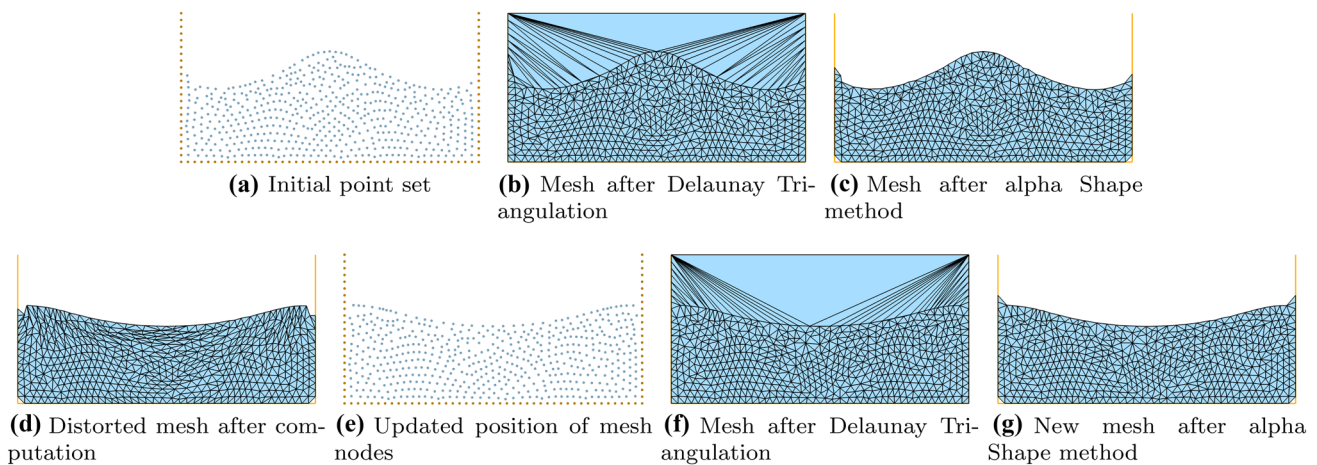 (a) Initial point set
(b) Mesh after Delaunay Tri-
angulation
(c) Mesh after alpha Shape
method
(d) Distorted mesh after com-
putation
(e) Updated position of mesh
nodes
(f) Mesh after Delaunay Tri-
angulation
(g) New mesh after alpha
Shape method